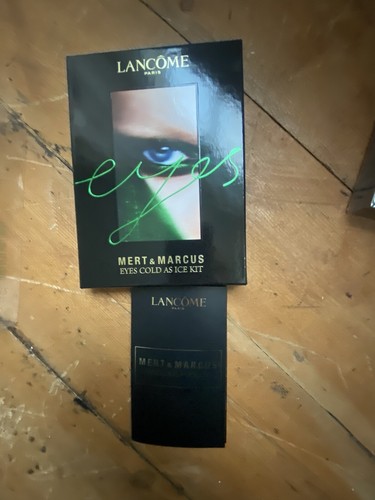 LANCÔME
PARIS
eyes
MERT & MARCUS
EYES COLD AS ICE KIT
LANCÔME
PARIS
MERT & MARCUS